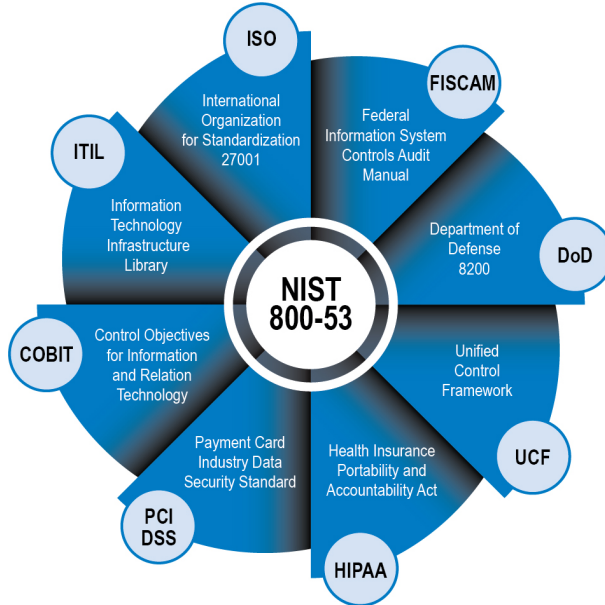 ISO
International
Organization
for Standardization
27001
FISCAM
Federal
Information System
Controls Audit
Manual
Department of
Defense
8200
DoD
Unified
Control
Framework
UCF
Health Insurance
Portability and
Accountability Act
HIPAA
Payment Card
Industry Data
Security Standard
PCI
DSS
Control Objectives
for Information
and Relation
Technology
COBIT
ITIL
Information
Technology
Infrastructure
Library
NIST
800-53